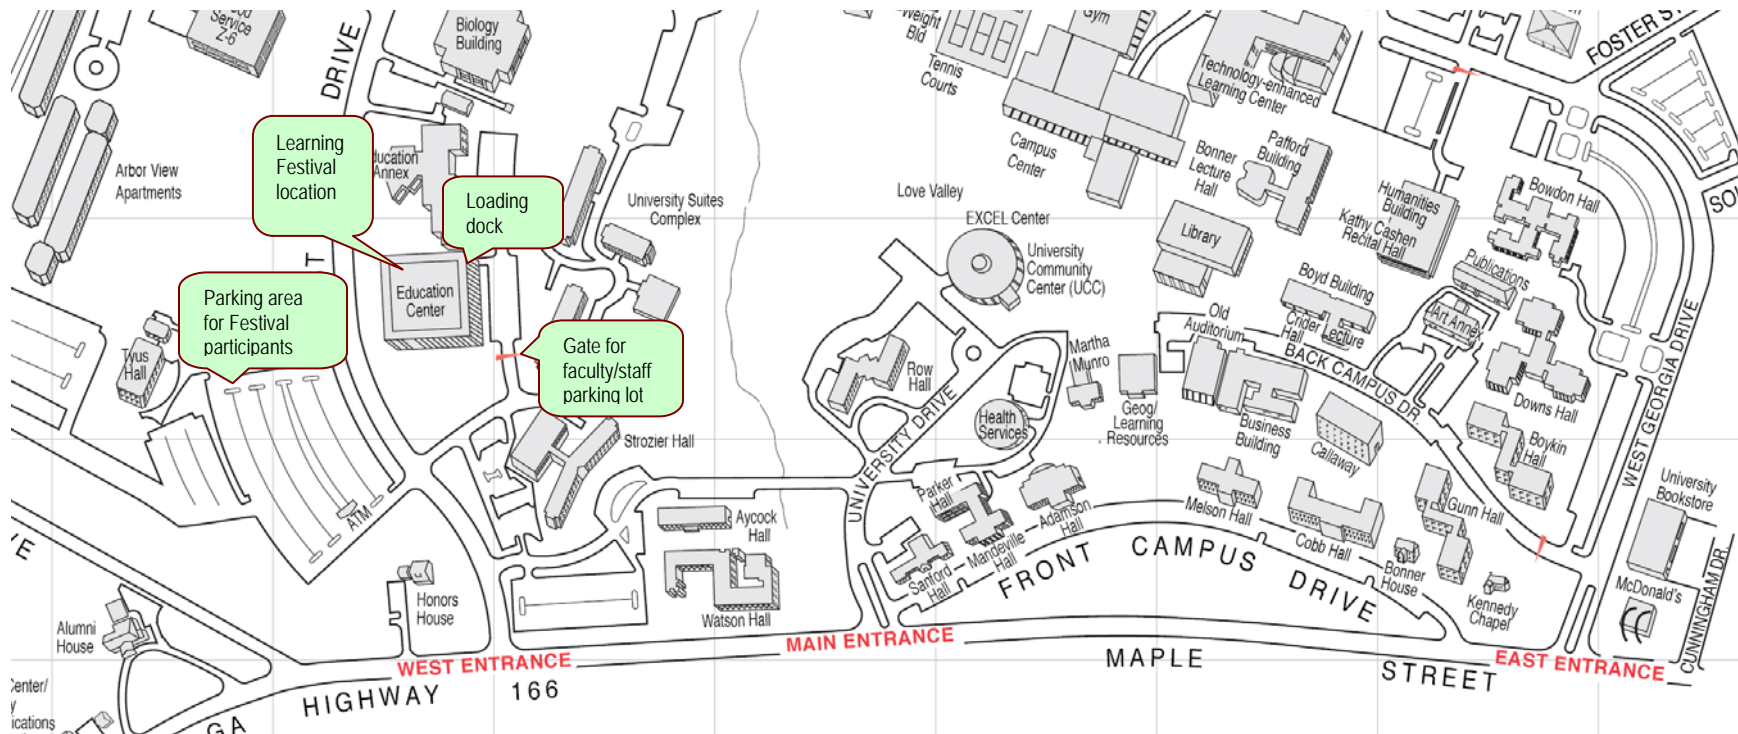 Service
Z-6
Biology
Building
DRIVE
Weight
Bld
Gym
Tennis
Courts
Technology-enhanced
Learning Center
FOSTER ST
Learning
Festival
location
Arbor View
Apartments
Annex
Loading
dock
University Suites
Complex
Campus
Center
Love Valley
Bonner
Lecture
Hall
Pafford
Building
Humanities
Building
Kathy Cashen
Recital Hall
Bowdon Hall
EXCEL Center
University
Community
Center (UCC)
Library
Publications
Boyd Building
Crider Lecture
Hall
Art Annex
Old
Auditorium
BACK CAMPUS DR.
Education
Center
Parking area
for Festival
participants
Tyus
Hall
Gate for
faculty/staff
parking lot
Row
Hall
Martha
Munro
Geog/
Learning
Resources
Business
Building
Callaway
Downs Hall
Boykin
Hall
WEST GEORGIA DRIVE
Strozier Hall
UNIVERSITY DRIVE
Health
Services
ATM
Aycock
Hall
Parker
Hall
Adamson
Hall
Mandeville
Hall
Sanford
Hall
Melson Hall
Cobb Hall
Gunn Hall
Bonner
House
Kennedy
Chapel
University
Bookstore
McDonald's
CUNNINGHAM DR.
FRONT CAMPUS DRIVE
Honors
House
Watson Hall
Alumni
House
WEST ENTRANCE
MAIN ENTRANCE
EAST ENTRANCE
MAPLE STREET
GA HIGHWAY 166
Center/